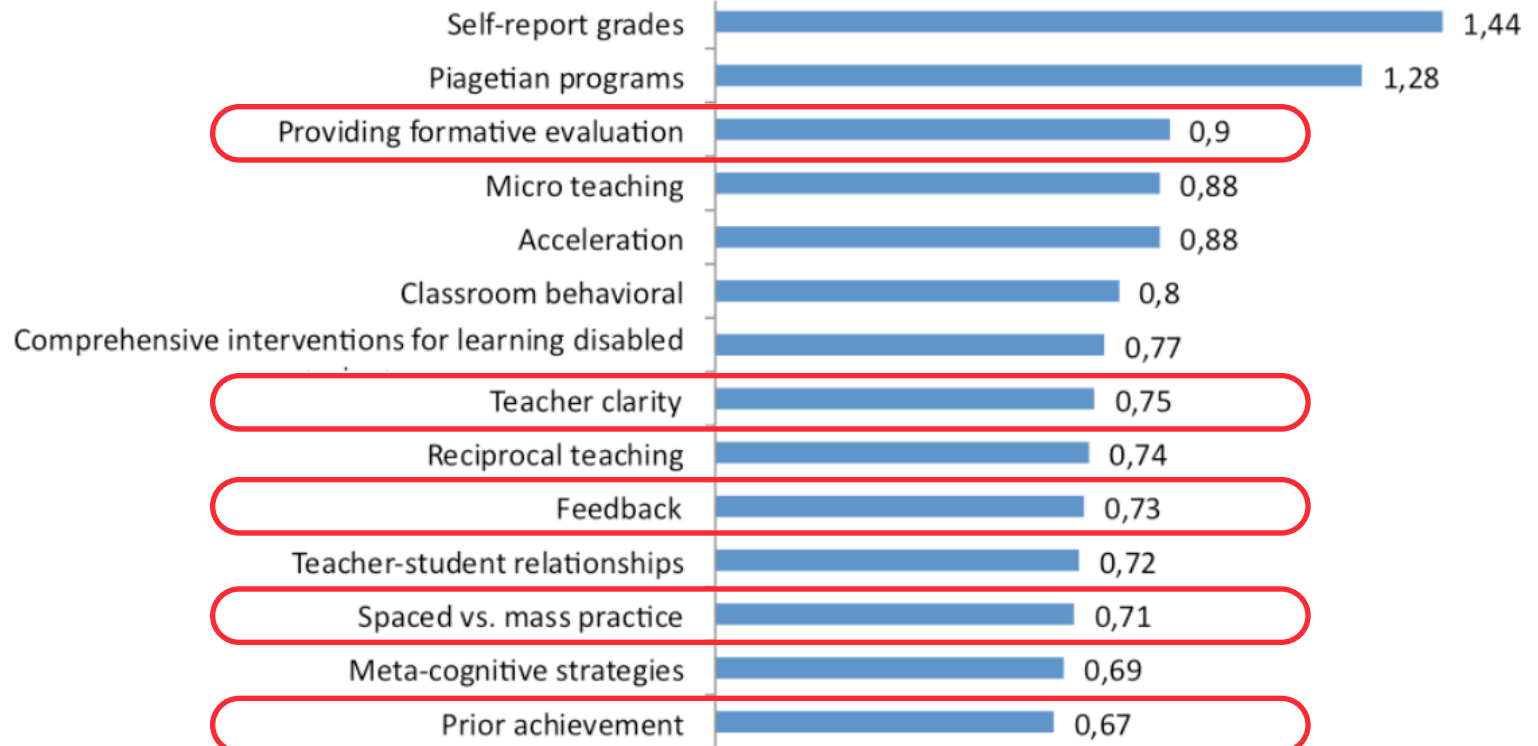 Self-report grades 1,44
Piagetian programs 1,28
Providing formative evaluation 0,9
Micro teaching 0,88
Acceleration 0,88
Classroom behavioral 0,8
Comprehensive interventions for learning disabled 0,77
Teacher clarity 0,75
Reciprocal teaching 0,74
Feedback 0,73
Teacher-student relationships 0,72
Spaced vs. mass practice 0,71
Meta-cognitive strategies 0,69
Prior achievement 0,67